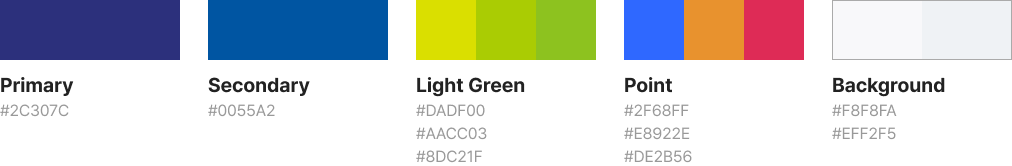 Primary
#2C307C
Secondary
#0055A2
Light Green
#DADF00
#AACC03
#8DC21F
Point
#2F68FF
#E8922E
#DE2B56
Background
#F8F8FA
#EFF2F5